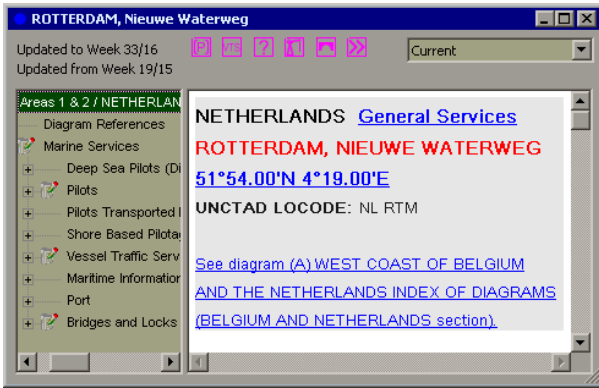 ROTTERDAM, Nieuwe Waterweg
Updated to Week 33/16
Updated from Week 19/15
P VTS ?
Current
Areas 1 & 2 / NETHERLAN
Diagram References
Marine Services
Deep Sea Pilots (Di
Pilots
Pilots Transported
Shore Based Pilota
Vessel Traffic Serv
Maritime Information
Port
Bridges and Locks
NETHERLANDS General Services
ROTTERDAM, NIEUWE WATERWEG
51°54.00'N 4°19.00'E
UNCTAD LOCODE: NL RTM
See diagram (A) WEST COAST OF BELGIUM
AND THE NETHERLANDS INDEX OF DIAGRAMS
(BELGIUM AND NETHERLANDS section).